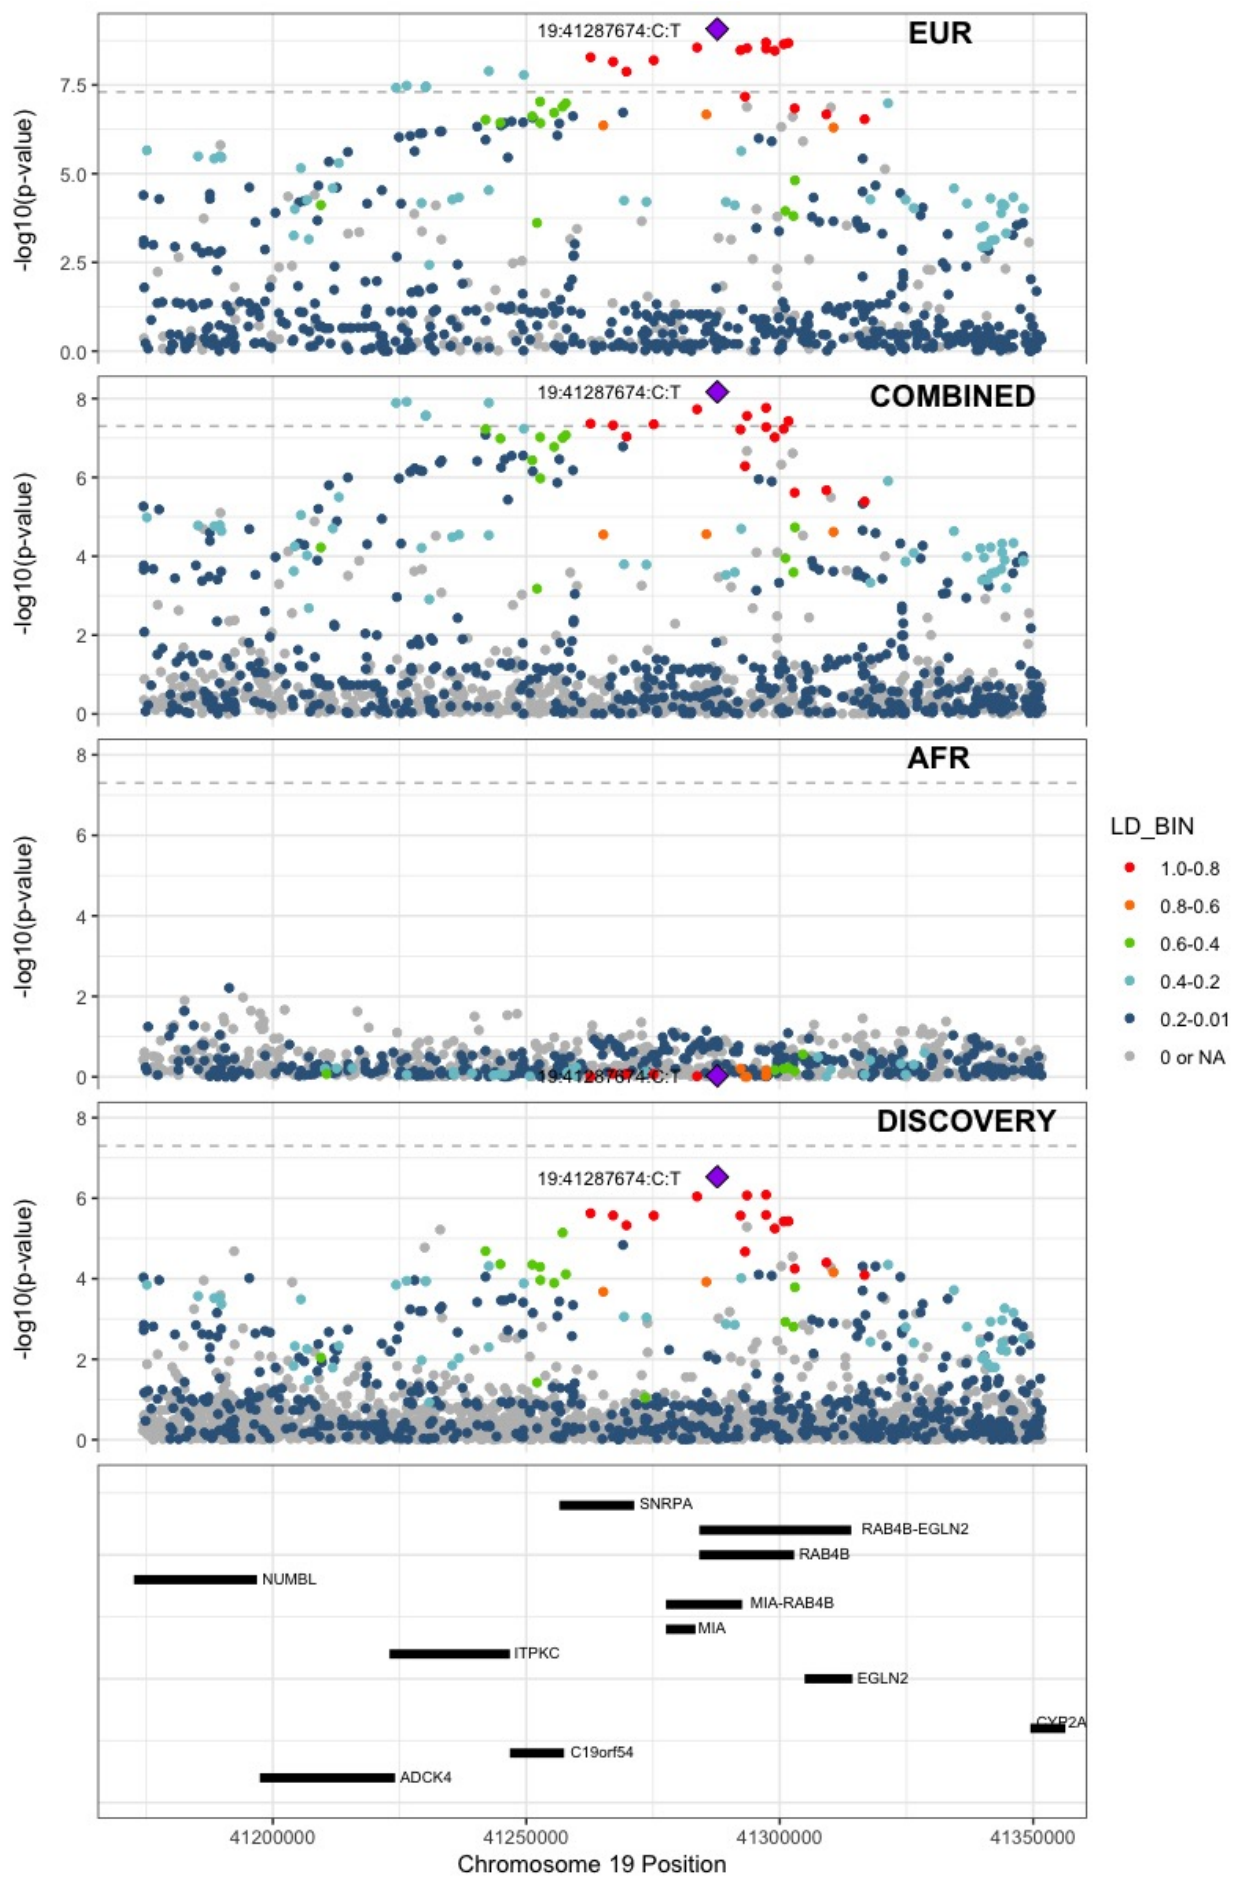 EUR
19:41287674:C:T
-log10(p-value)
7.5
5.0
2.5
0.0
COMBINED
19:41287674:C:T
-log10(p-value)
8
6
4
2
0
AFR
-log10(p-value)
8
6
4
2
0
19:41287674:C:T
DISCOVERY
19:41287674:C:T
-log10(p-value)
8
6
4
2
0
LD_BIN
1.0-0.8
0.8-0.6
0.6-0.4
0.4-0.2
0.2-0.01
0 or NA
SNRPA
RAB4B-EGLN2
RAB4B
NUMBL
MIA-RAB4B
MIA
ITPKC
EGLN2
CYP2A
C19orf54
ADCK4
41200000 41250000 41300000 41350000
Chromosome 19 Position